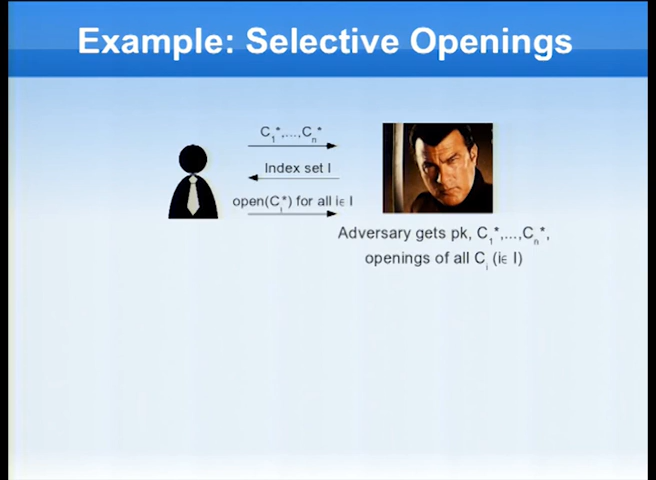 Example: Selective Openings
C₁*,...,Cₙ*
Index set I
open(Cᵢ*) for all i∈ I
Adversary gets pk, C₁*,...,Cₙ*,
openings of all Cᵢ (i∈ I)